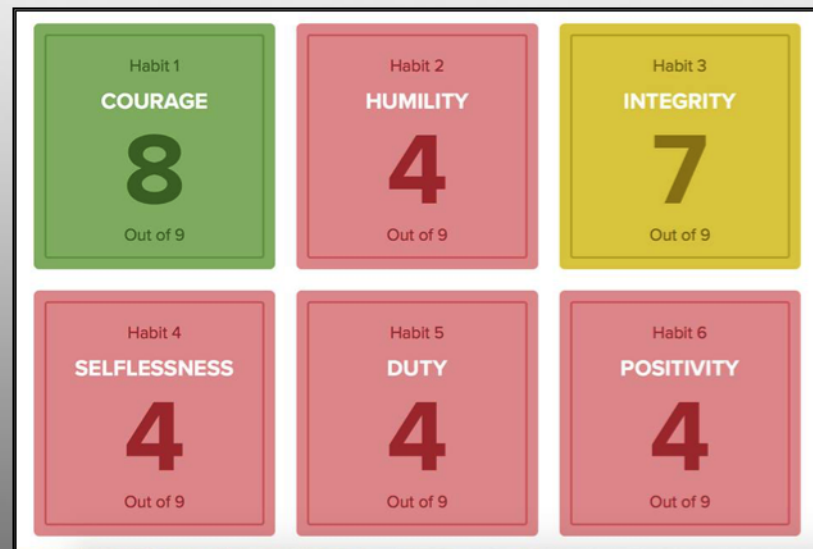 Habit 1
COURAGE
8
Out of 9
Habit 2
HUMILITY
4
Out of 9
Habit 3
INTEGRITY
7
Out of 9
Habit 4
SELFLESSNESS
4
Out of 9
Habit 5
DUTY
4
Out of 9
Habit 6
POSITIVITY
4
Out of 9